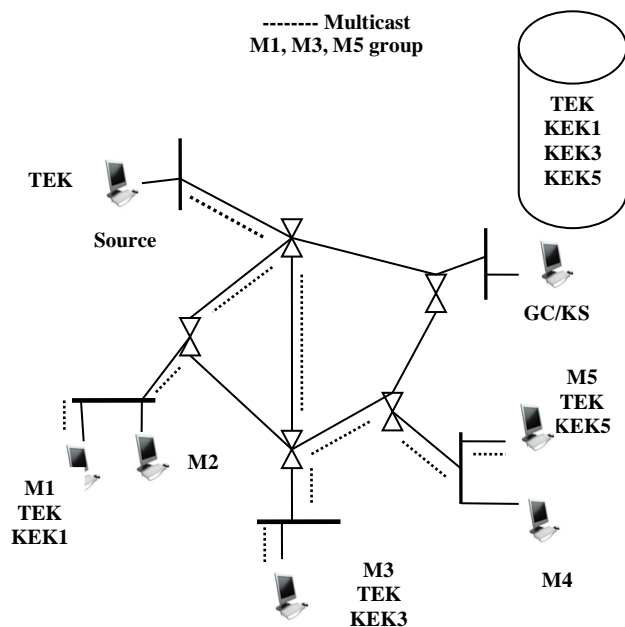 Multicast
M1, M3, M5 group
TEK
KEK1
KEK3
KEK5
TEK
Source
GC/KS
M5
TEK
KEK5
M2
M1
TEK
KEK1
M4
M3
TEK
KEK3